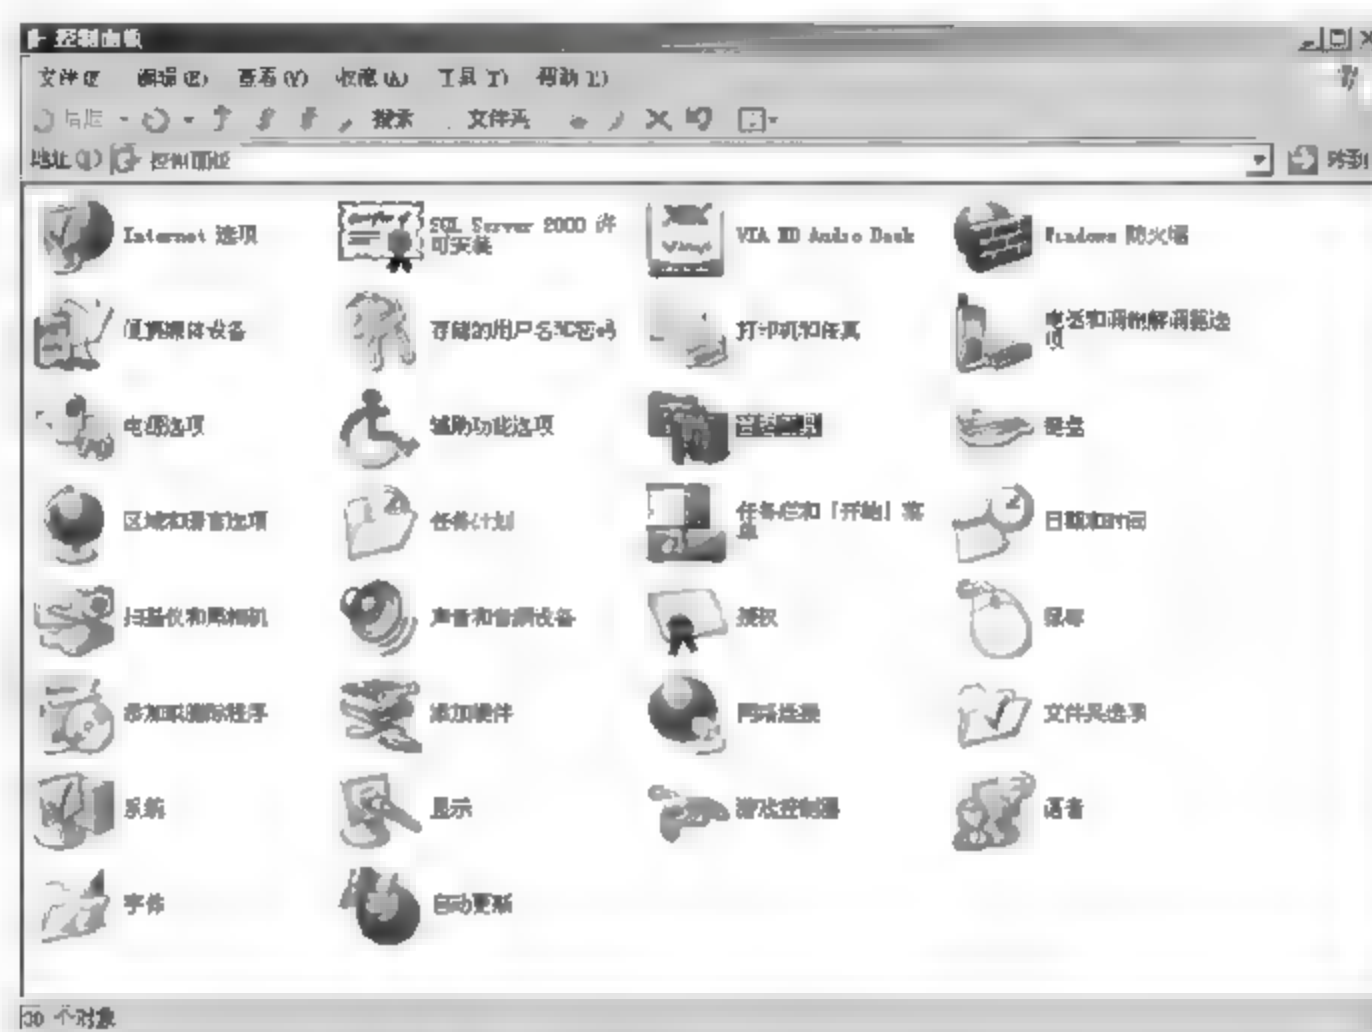 控制面板
文件(F) 编辑(E) 查看(V) 收藏(A) 工具(T) 帮助(H)
后退 搜索 文件夹
地址(D) 控制面板 转到
Internet 选项
SQL Server 2000 许
可安装
VIA HD Audio Deck
Windows 防火墙
便携媒体设备
存储的用户名和密码
打印机和传真
电话和调制解调器选
项
电源选项
辅助功能选项
管理工具
键盘
区域和语言选项
任务计划
任务栏和「开始」菜
单
日期和时间
扫描仪和照相机
声音和音频设备
授权
鼠标
添加或删除程序
添加硬件
网络连接
文件夹选项
系统
显示
游戏控制器
语音
字体
自动更新
30 个对象